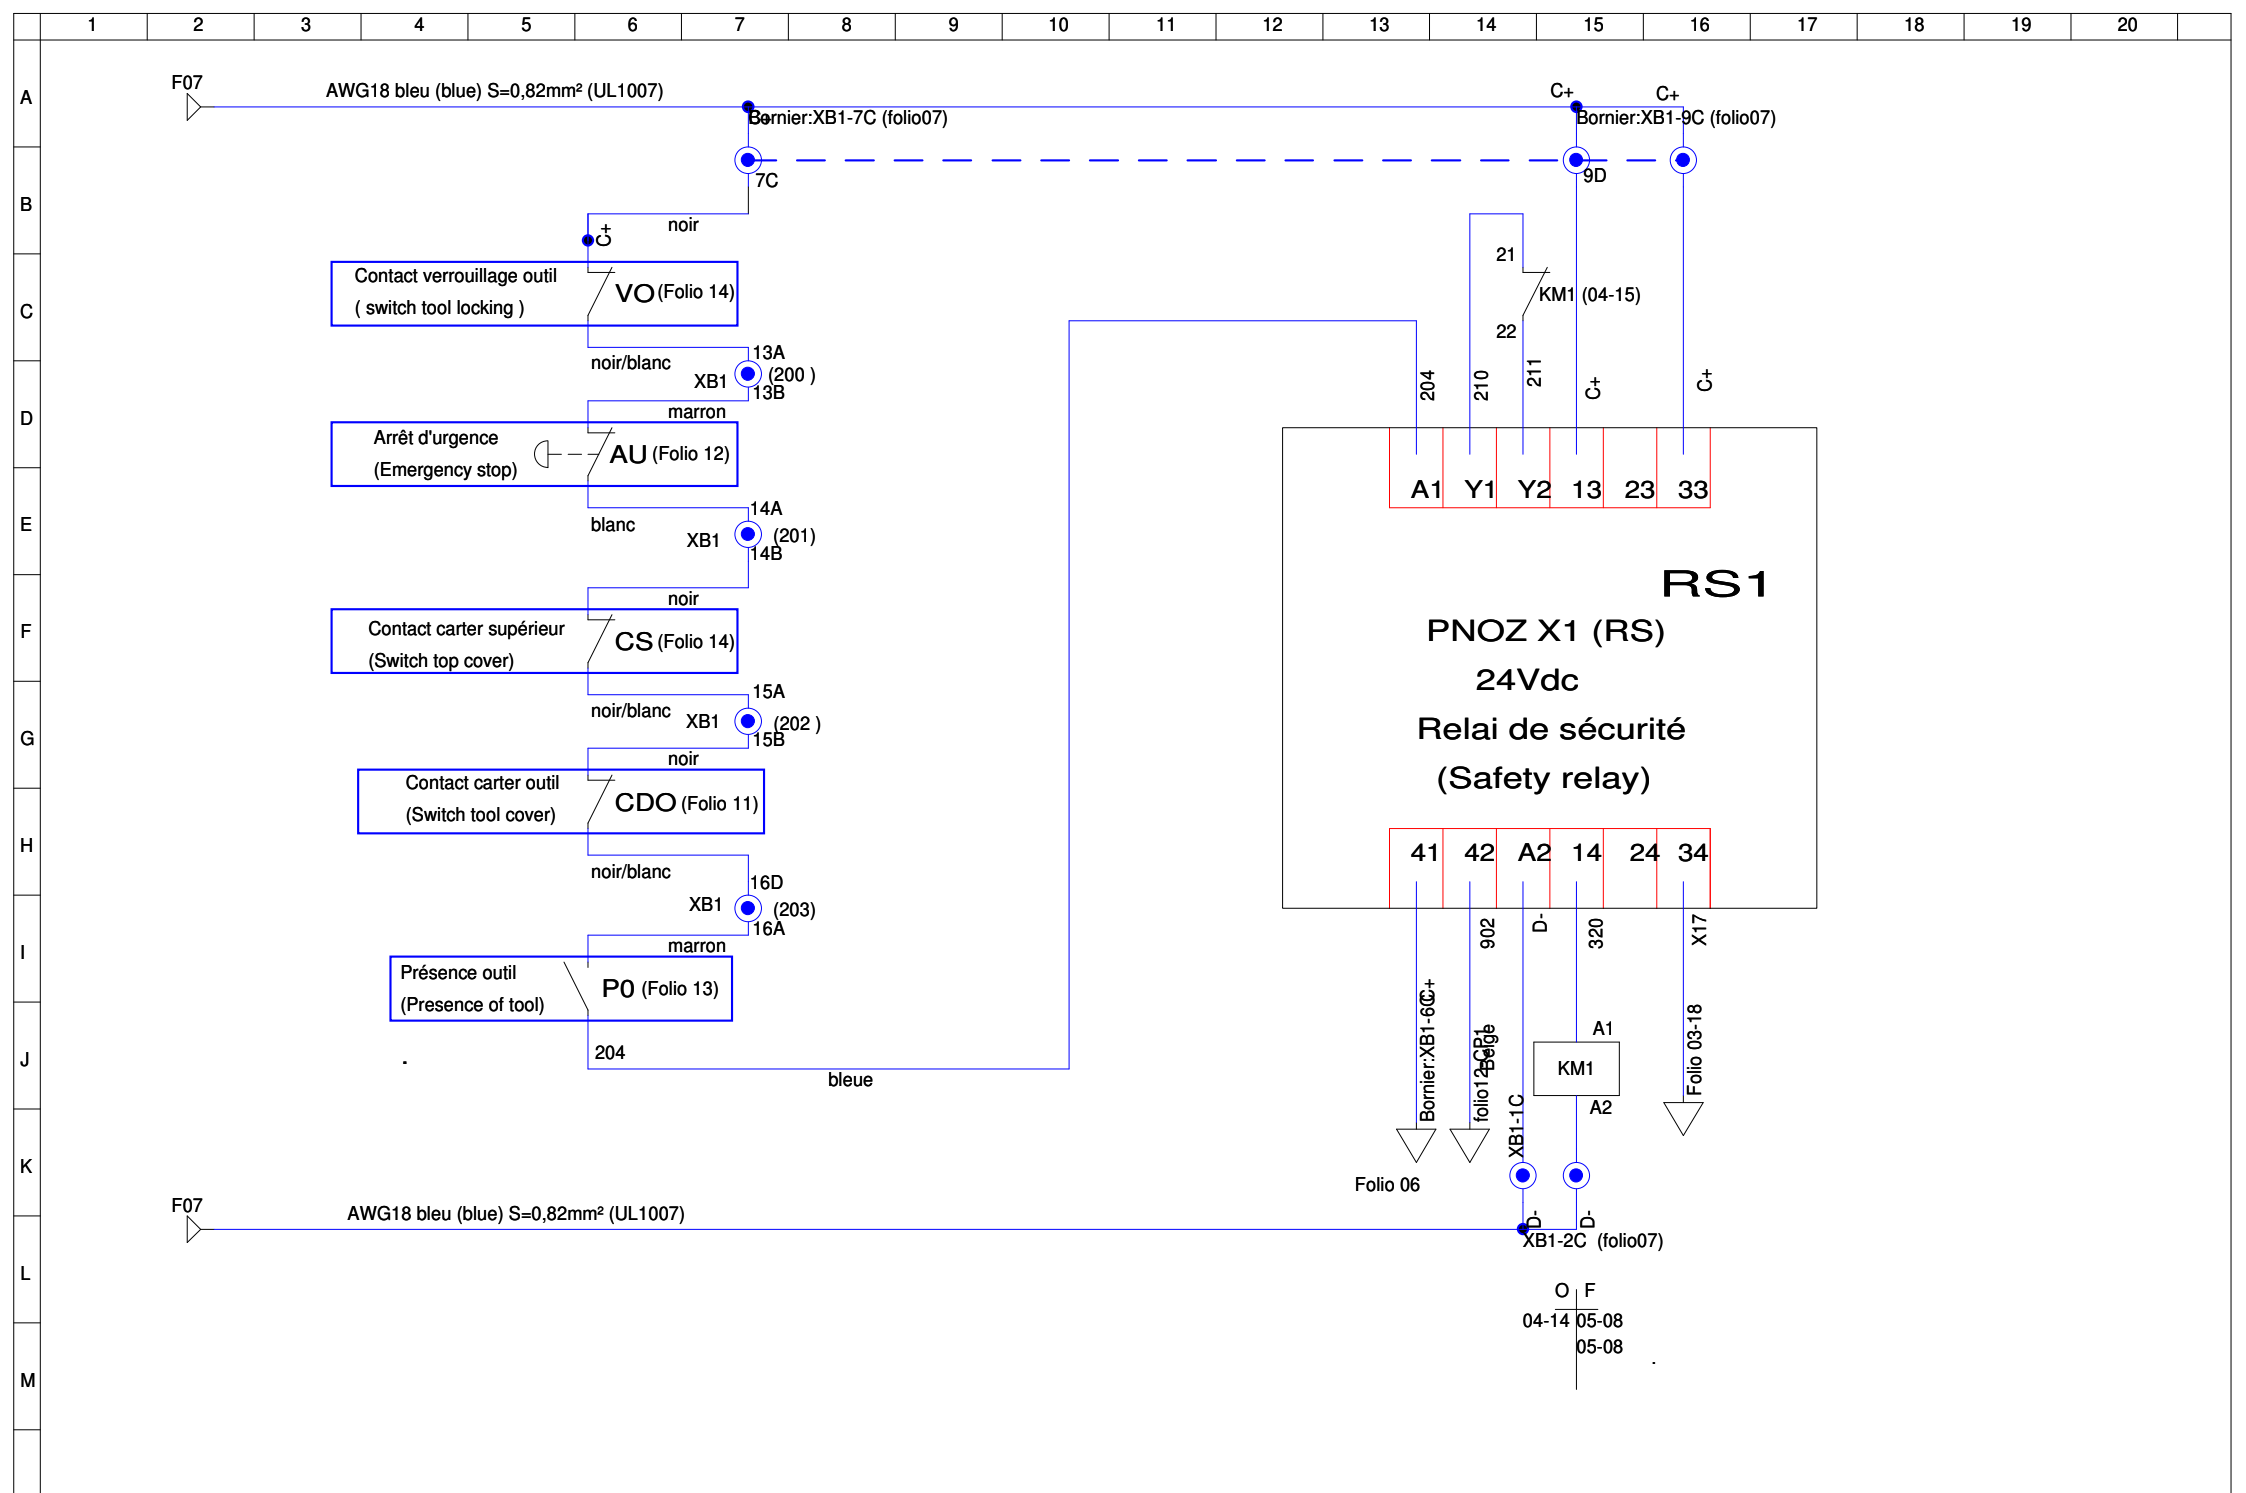 1 2 3 4 5 6 7 8 9 10 11 12 13 14 15 16 17 18 19 20
A
B
C
D
E
F
G
H
I
J
K
L
M
F07
AWG18 bleu (blue) S=0,82mm² (UL1007)
Bornier:XB1-7C (folio07)
C+
C+
Bornier:XB1-9C (folio07)
7C
9D
noir
C+
Contact verrouillage outil
( switch tool locking )
VO (Folio 14)
noir/blanc
13A
XB1 (200 )
13B
marron
Arrêt d'urgence
(Emergency stop)
AU (Folio 12)
blanc
14A
XB1 (201)
14B
noir
Contact carter supérieur
(Switch top cover)
CS (Folio 14)
noir/blanc
15A
XB1 (202 )
15B
noir
Contact carter outil
(Switch tool cover)
CDO (Folio 11)
noir/blanc
16D
XB1 (203)
16A
marron
Présence outil
(Presence of tool)
P0 (Folio 13)
204
bleue
21
KM1 (04-15)
22
204
210
211
C+
C+
A1 Y1 Y2 13 23 33
RS1
PNOZ X1 (RS)
24Vdc
Relai de sécurité
(Safety relay)
41 42 A2 14 24 34
902
D-
320
X17
Bornier:XB1-6C
C+
folio12-CP1
Beige
XB1-1C
A1
KM1
A2
Folio 03-18
Folio 06
F07
AWG18 bleu (blue) S=0,82mm² (UL1007)
D-
D-
XB1-2C (folio07)
O F
04-14 05-08
05-08